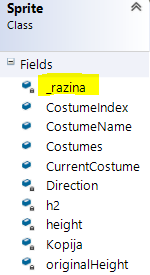 Sprite
Class
Fields
_razina
CostumeIndex
CostumeName
Costumes
CurrentCostume
Direction
h2
height
Kopija
originalHeight